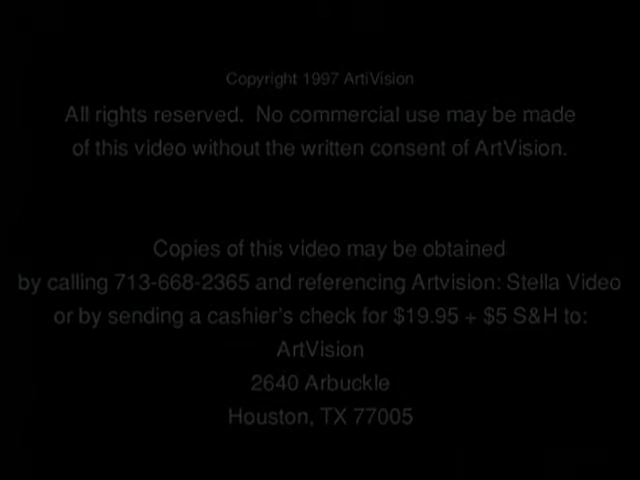 Copyright 1997 ArtiVision
All rights reserved. No commercial use may be made
of this video without the written consent of ArtVision.
Copies of this video may be obtained
by calling 713-668-2365 and referencing Artvision: Stella Video
or by sending a cashier's check for $19.95 + $5 S&H to:
ArtVision
2640 Arbuckle
Houston, TX 77005